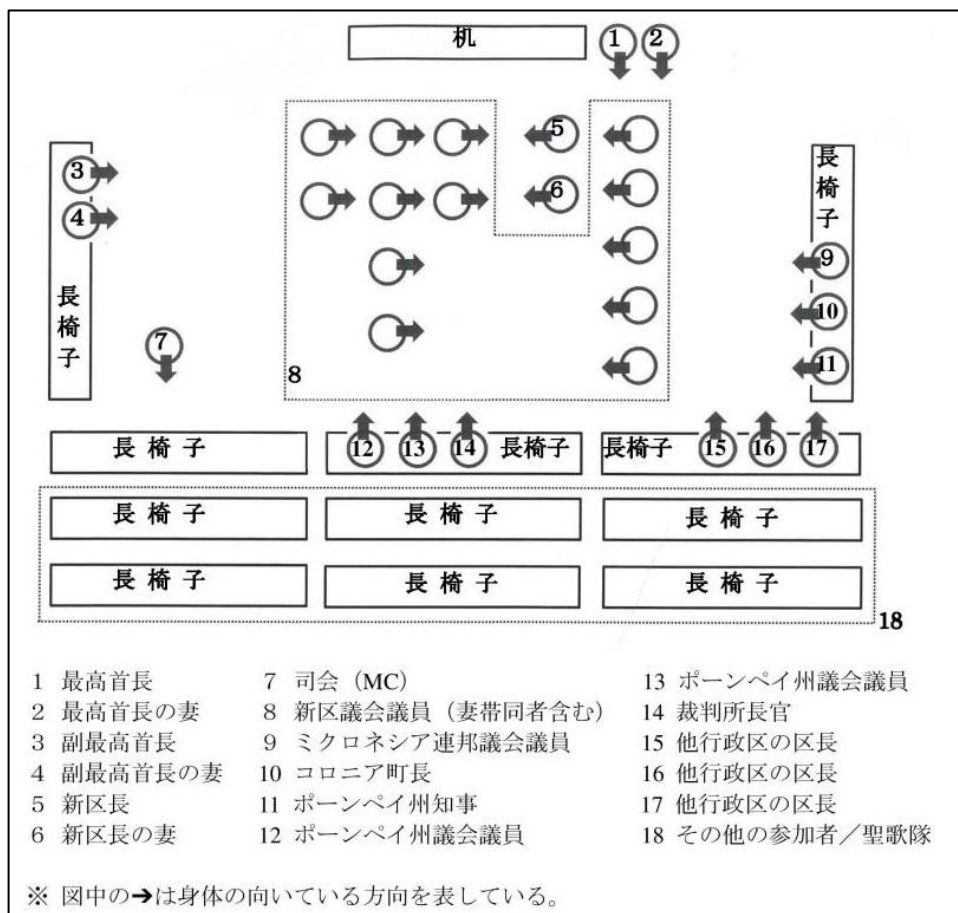 机
1 2
3
4
5
6
長椅子
長椅子
9
10
11
7
8
長椅子
12 13 14 長椅子
長椅子 15 16 17
長椅子 長椅子 長椅子
長椅子 長椅子 長椅子
18
1 最高首長
2 最高首長の妻
3 副最高首長
4 副最高首長の妻
5 新区長
6 新区長の妻
7 司会（MC）
8 新区議会議員（妻帯同者含む）
9 ミクロネシア連邦議会議員
10 コロニア町長
11 ポーンペイ州知事
12 ポーンペイ州議会議員
13 ポーンペイ州議会議員
14 裁判所長官
15 他行政区の区長
16 他行政区の区長
17 他行政区の区長
18 その他の参加者／聖歌隊
※ 図中の➔は身体の向いている方向を表している。